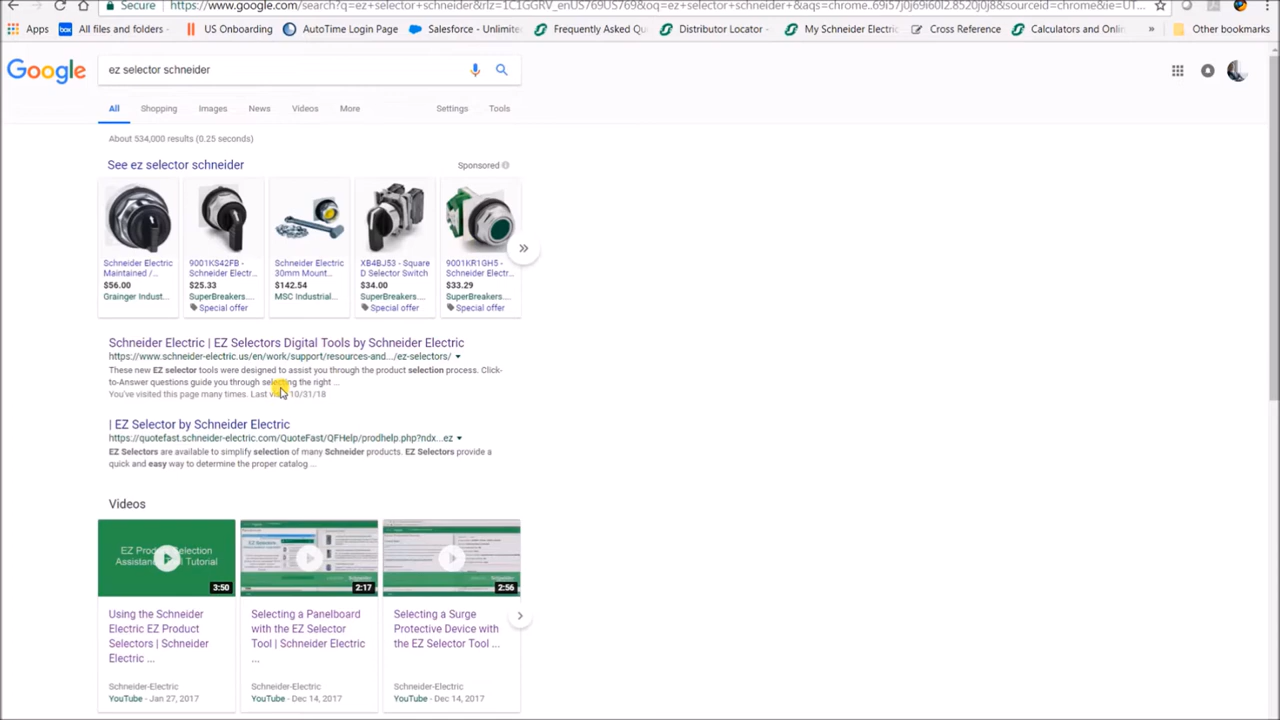 Secure
https://www.google.com/search?q=ez+selector+schneider&rlz=1C1GGRV_enUS769US769&oq=ez+selector+schneider+&aqs=chrome..69i57j0j69i60l2.8520j0j8&sourceid=chrome&ie=UT...
Apps box All files and folders - US Onboarding AutoTime Login Page Salesforce - Unlimite Frequently Asked Qu Distributor Locator - My Schneider Electric Cross Reference Calculators and Onlin » Other bookmarks
Google
ez selector schneider
All Shopping Images News Videos More Settings Tools
About 534,000 results (0.25 seconds)
See ez selector schneider Sponsored
Schneider Electric Maintained / ...
$56.00
Grainger Indust...
9001KS42FB - Schneider Electr...
$25.33
SuperBreakers....
Special offer
Schneider Electric 30mm Mount...
$142.54
MSC Industrial...
XB4BJ53 - Square D Selector Switch
$34.00
SuperBreakers....
Special offer
9001KR1GH5 - Schneider Electr...
$33.29
SuperBreakers....
Special offer
»
Schneider Electric | EZ Selectors Digital Tools by Schneider Electric
https://www.schneider-electric.us/en/work/support/resources-and.../ez-selectors/
These new EZ selector tools were designed to assist you through the product selection process. Click-
to-Answer questions guide you through selecting the right ...
You've visited this page many times. Last 10/31/18
| EZ Selector by Schneider Electric
https://quotefast.schneider-electric.com/QuoteFast/QFHelp/prodhelp.php?ndx...ez
EZ Selectors are available to simplify selection of many Schneider products. EZ Selectors provide a
quick and easy way to determine the proper catalog ...
Videos
EZ Product Selection
Assistance Tool Tutorial
3:50
EZ Selectors
2:17
2:56
Using the Schneider
Electric EZ Product
Selectors | Schneider
Electric ...
Schneider-Electric
YouTube - Jan 27, 2017
Selecting a Panelboard
with the EZ Selector
Tool | Schneider Electric
...
Schneider-Electric
YouTube - Dec 14, 2017
Selecting a Surge
Protective Device with
the EZ Selector Tool ...
Schneider-Electric
YouTube - Dec 14, 2017